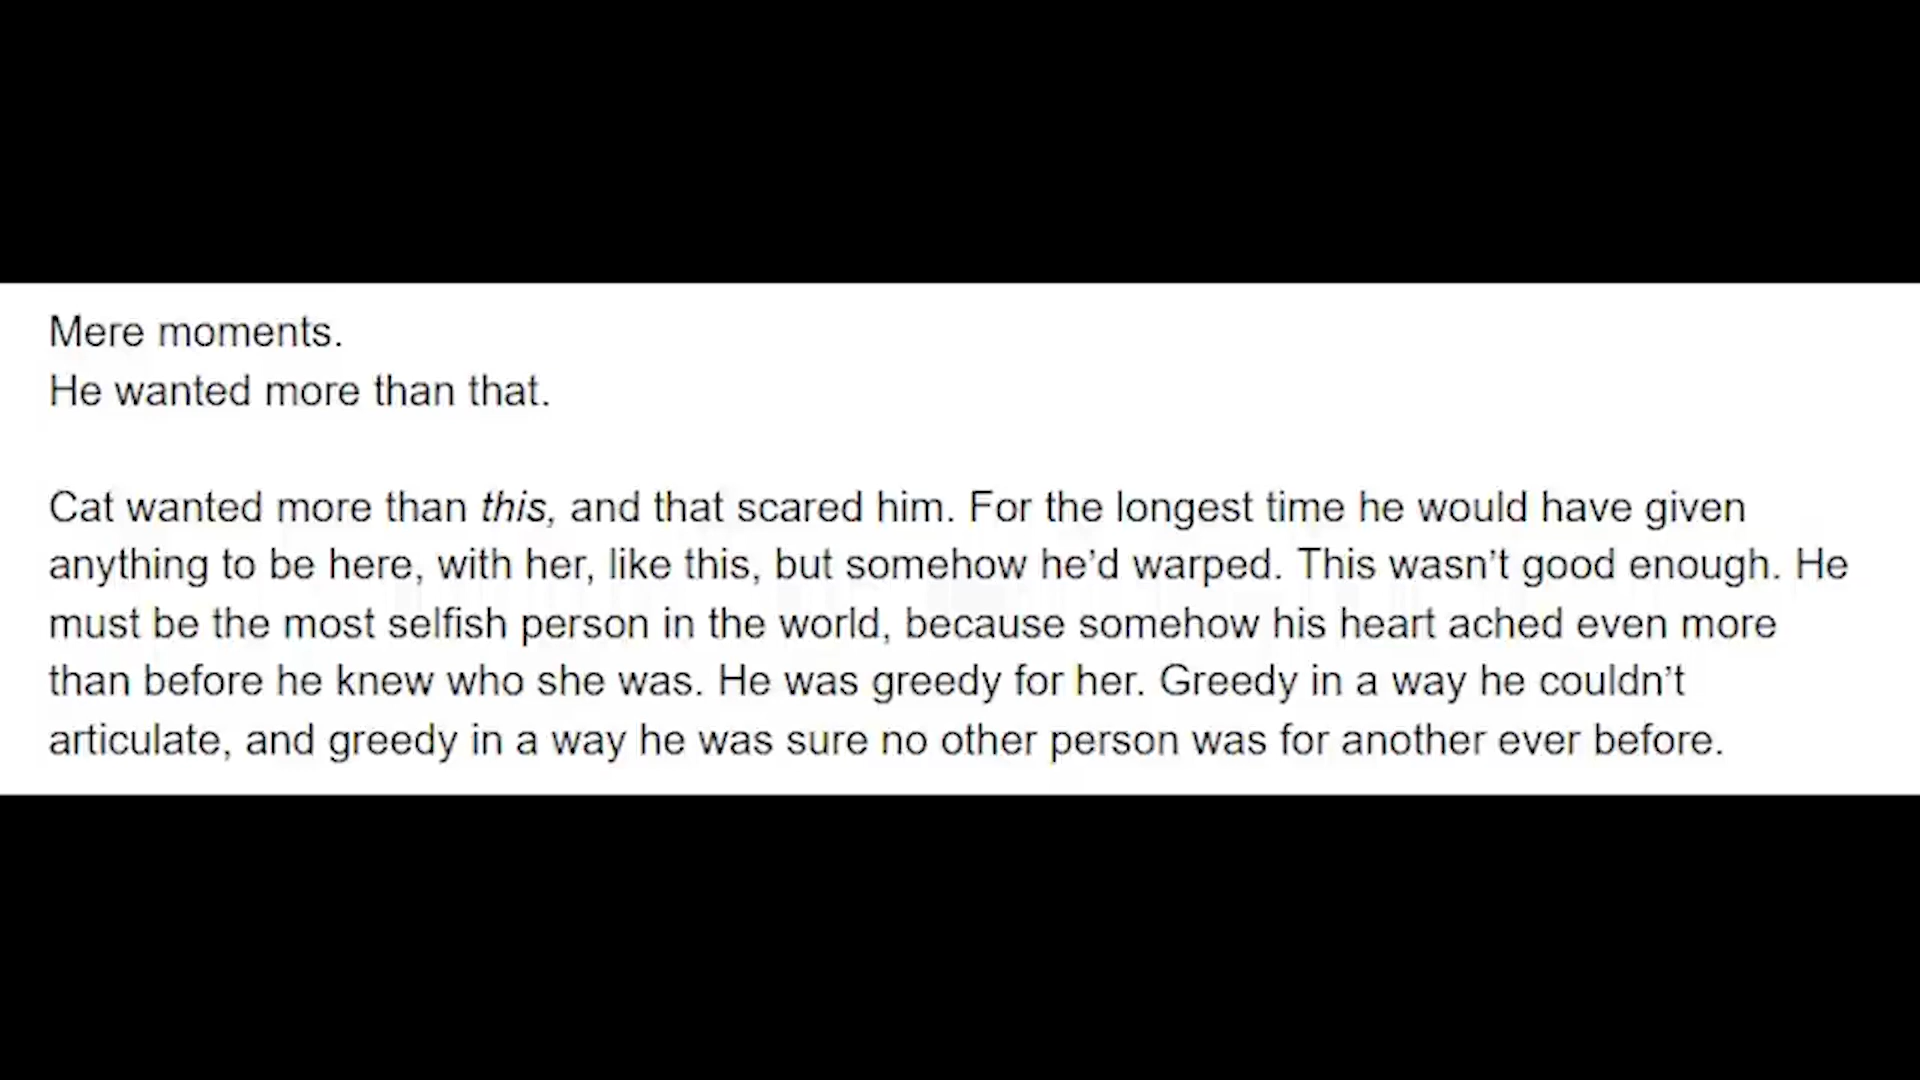 Mere moments.
He wanted more than that.
Cat wanted more than this, and that scared him. For the longest time he would have given
anything to be here, with her, like this, but somehow he’d warped. This wasn’t good enough. He
must be the most selfish person in the world, because somehow his heart ached even more
than before he knew who she was. He was greedy for her. Greedy in a way he couldn’t
articulate, and greedy in a way he was sure no other person was for another ever before.